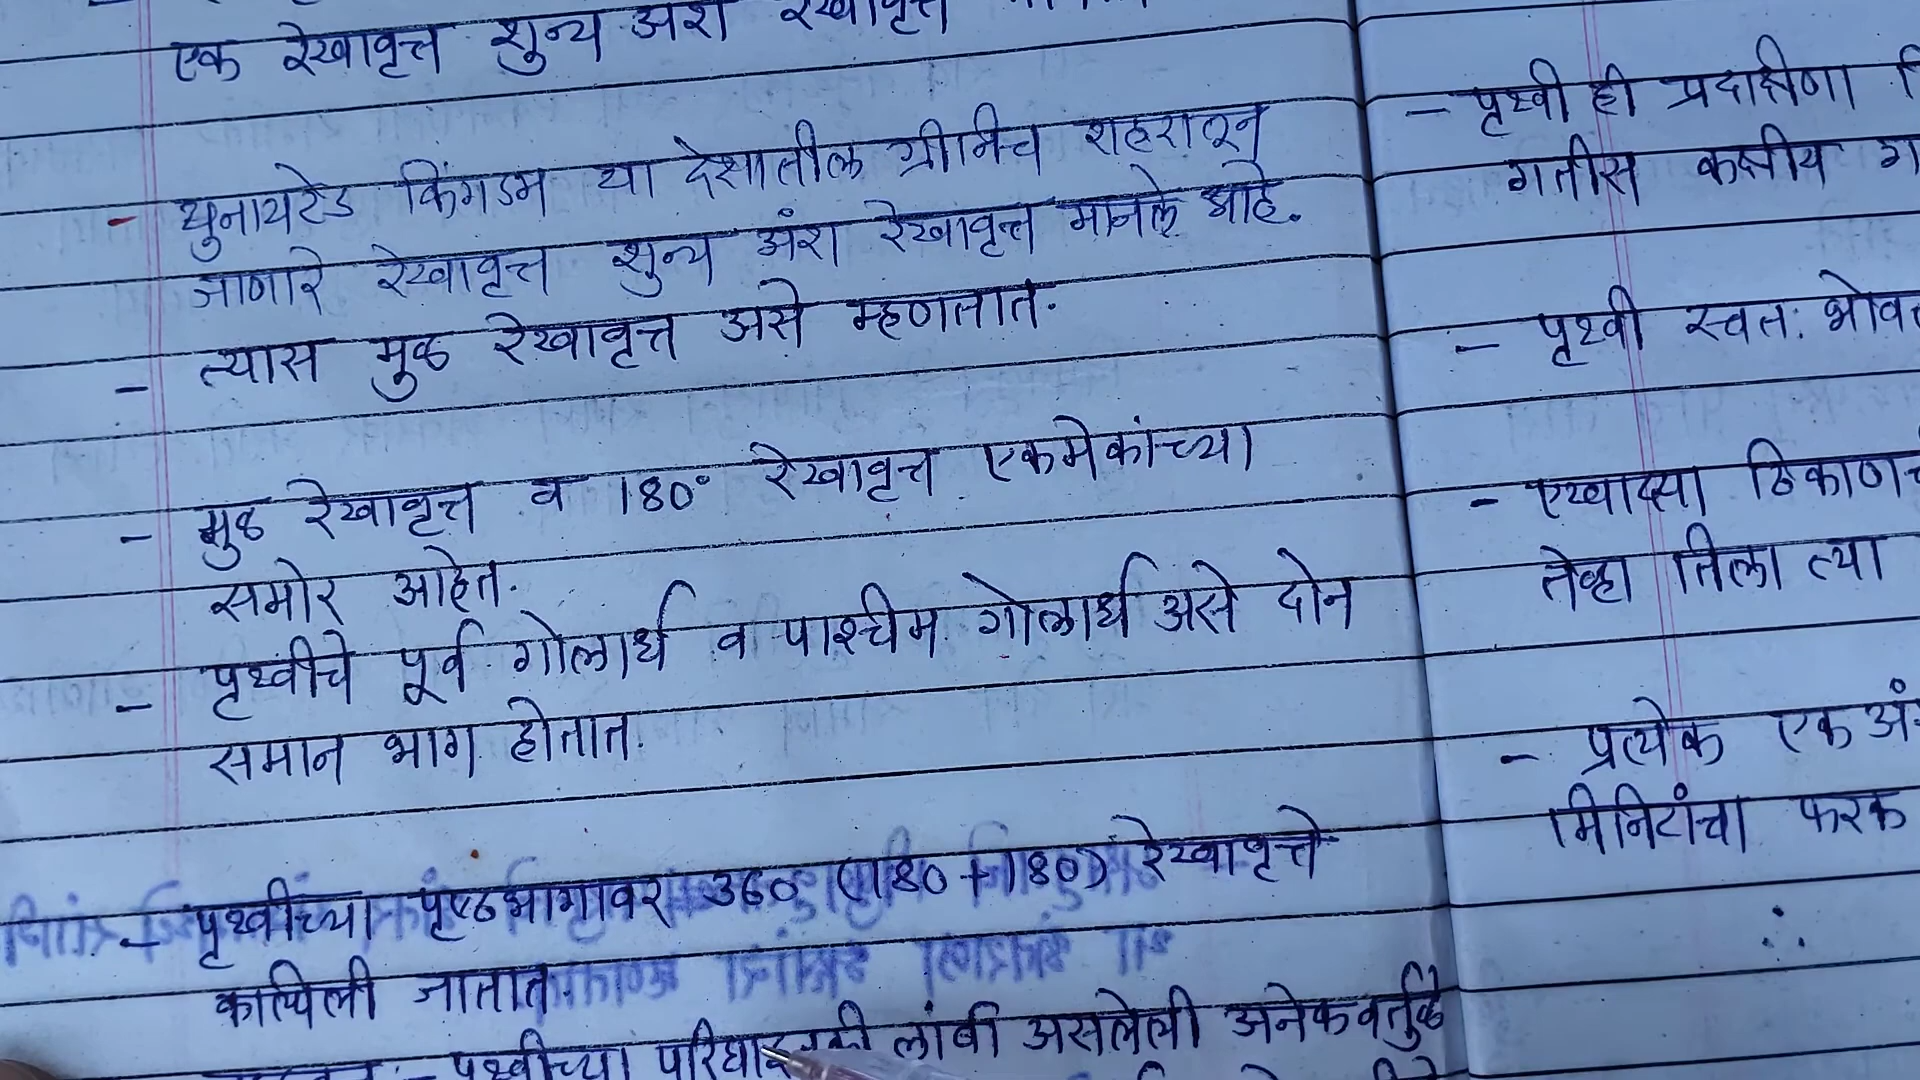 एक रेखावृत्त शुन्य अंश रेखावृत्त
- युनायटेड किंगडम या देशातील ग्रीनिच शहरातून
जाणारे रेखावृत्त शुन्य अंश रेखावृत्त मानले आहे.
- त्यास मुळ रेखावृत्त असे म्हणतात.
- मुळ रेखावृत्त व 180° रेखावृत्त एकमेकांच्या
समोर आहेत.
- पृथ्वीचे पूर्व गोलार्ध व पाश्चीम गोलार्ध असे दोन
समान भाग होतात.
- पृथ्वीच्या पृष्ठभागावर 360 (180+180) रेखावृत्ते
काल्पिली जातात.
:- पृथ्वीच्या लांबी असलेली अनेक वर्तुळे
- पृथ्वी ही प्रदाक्षीणा
गतीस कक्षीय
- पृथ्वी स्वत: भोव
- एखाद्या ठिकाण
तेव्हा तिला त्या
- प्रत्येक एक अं
मिनिटांचा फरक
∴